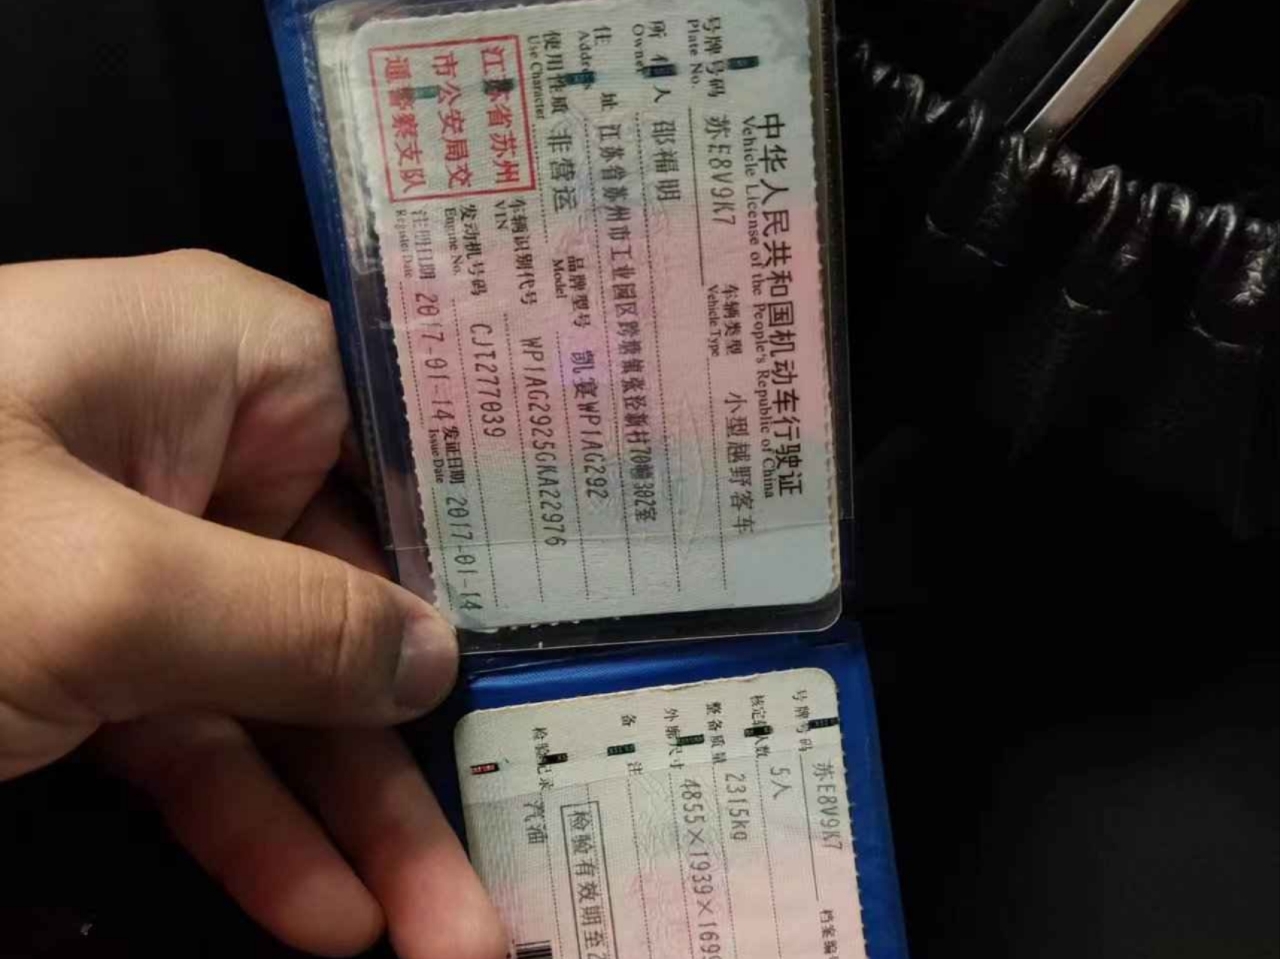 中华人民共和国机动车行驶证
Vehicle License of the People's Republic of China
号牌号码 苏E8V9K7 车辆类型 小型越野客车
Plate No. Vehicle Type
所 人 邵福明
Owner
住 址 江苏省苏州市工业园区跨塘镇张泾新村70幢302室
Address
使用性质 非营运 品牌型号 凯宴WP1AG292
Use Character Model
江苏省苏州
市公安局交
通警察支队
车辆识别代号 WP1AG2925GKA22976
VIN
发动机号码 CJT277039
Engine No.
注册日期 2017-01-14 发证日期 2017-01-14
Register Date Issue Date
号牌号码 苏E8V9K7 档案编
核定载人数 5人
整备质量 2315kg
外廓尺寸 4855×1939×1699
备 注
检验有效期至2
检验记录 汽油